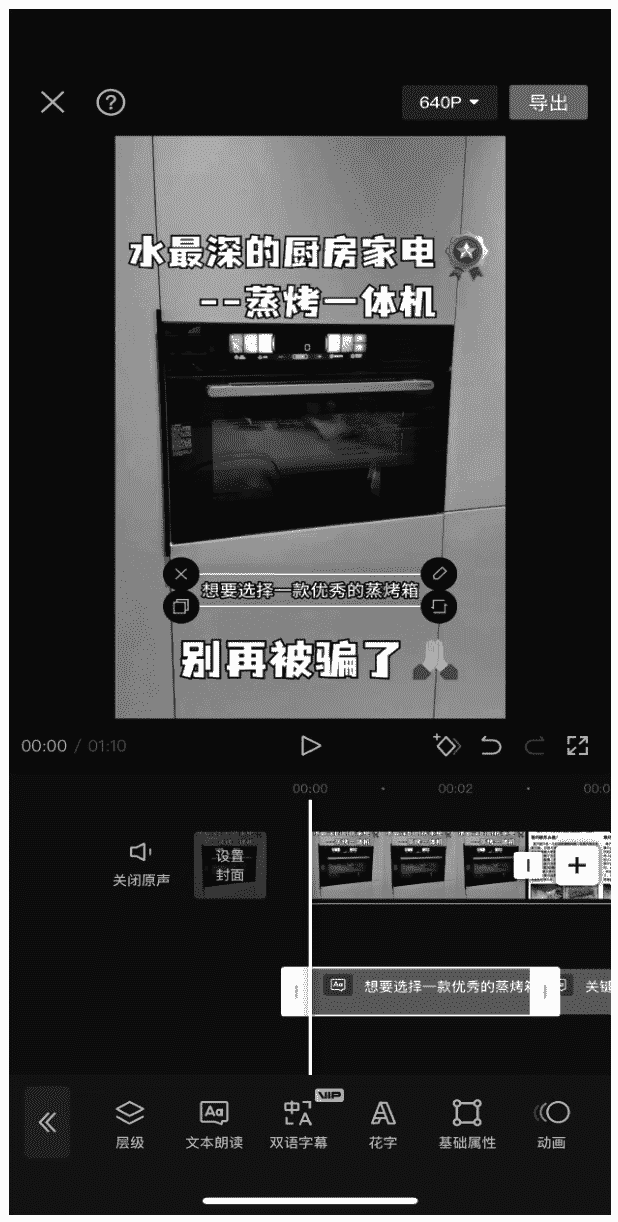 640P
导出
水最深的厨房家电
--蒸烤一体机
想要选择一款优秀的蒸烤箱
别再被骗了
00:00 / 01:10
00:00
00:02
关闭原声
设置
封面
想要选择一款优秀的蒸烤
关键
VIP
层级
文本朗读
双语字幕
花字
基础属性
动画